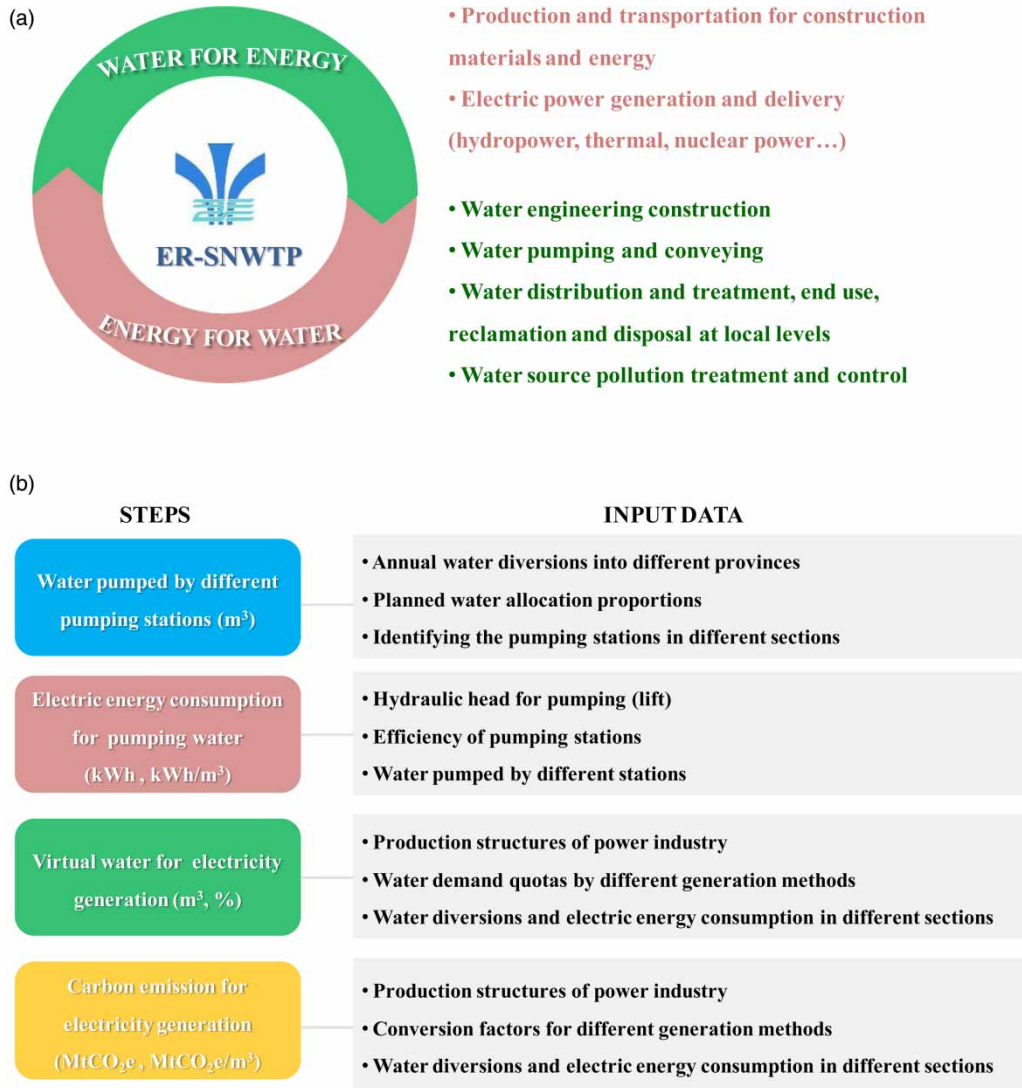 (a)
WATER FOR ENERGY
ER-SNWTP
ENERGY FOR WATER
• Production and transportation for construction
materials and energy
• Electric power generation and delivery
(hydropower, thermal, nuclear power…)
• Water engineering construction
• Water pumping and conveying
• Water distribution and treatment, end use,
reclamation and disposal at local levels
• Water source pollution treatment and control
(b)
STEPS
INPUT DATA
Water pumped by different
pumping stations (m³)
• Annual water diversions into different provinces
• Planned water allocation proportions
• Identifying the pumping stations in different sections
Electric energy consumption
for pumping water
(kWh , kWh/m³)
• Hydraulic head for pumping (lift)
• Efficiency of pumping stations
• Water pumped by different stations
Virtual water for electricity
generation (m³, %)
• Production structures of power industry
• Water demand quotas by different generation methods
• Water diversions and electric energy consumption in different sections
Carbon emission for
electricity generation
(MtCO₂e , MtCO₂e/m³)
• Production structures of power industry
• Conversion factors for different generation methods
• Water diversions and electric energy consumption in different sections